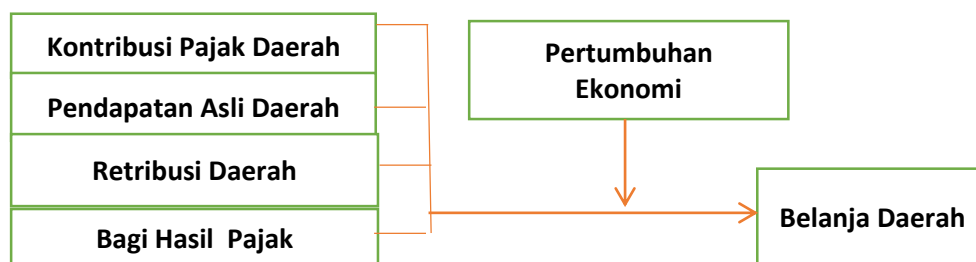 Kontribusi Pajak Daerah
Pendapatan Asli Daerah
Retribusi Daerah
Bagi Hasil Pajak
Pertumbuhan
Ekonomi
Belanja Daerah